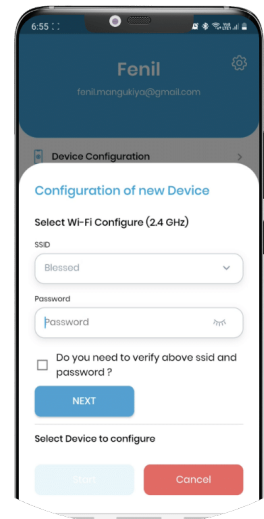 6:55
Fenil
fenil.mangukiya@gmail.com
Device Configuration
Configuration of new Device
Select Wi-Fi Configure (2.4 GHz)
SSID
Blessed
Password
Password
Do you need to verify above ssid and
password ?
NEXT
Select Device to configure
Cancel